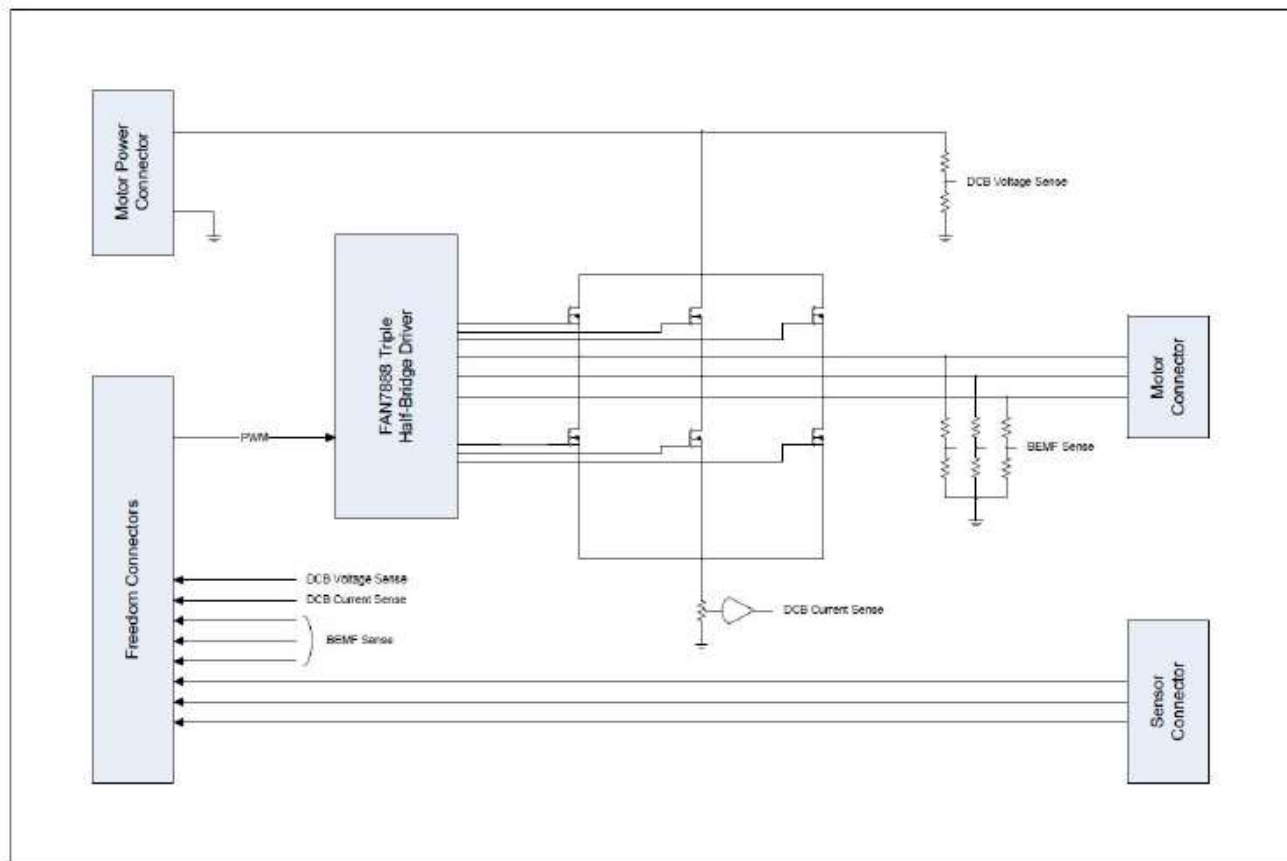 Motor Power
Connector
DCB Voltage Sense
FAN7888 Triple
Half-Bridge Driver
Motor
Connector
PWM
BEMF Sense
Freedom Connectors
DCB Voltage Sense
DCB Current Sense
BEMF Sense
DCB Current Sense
Sensor
Connector